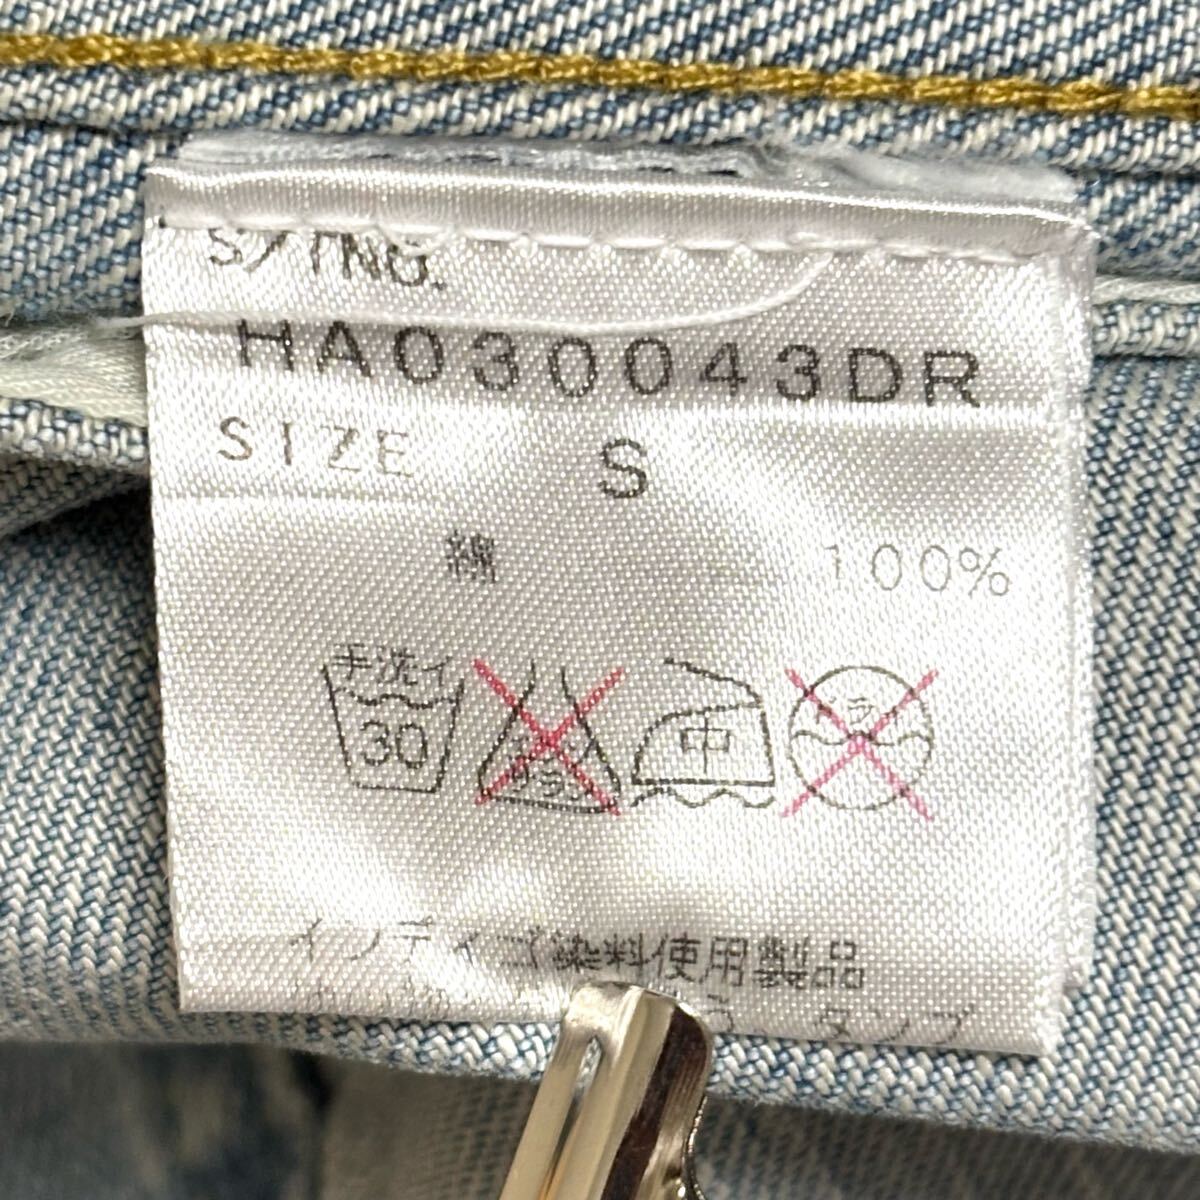 S/TNO.
HA030043DR
SIZE S
綿 100%
手洗イ
30
中
インディゴ染料使用製品